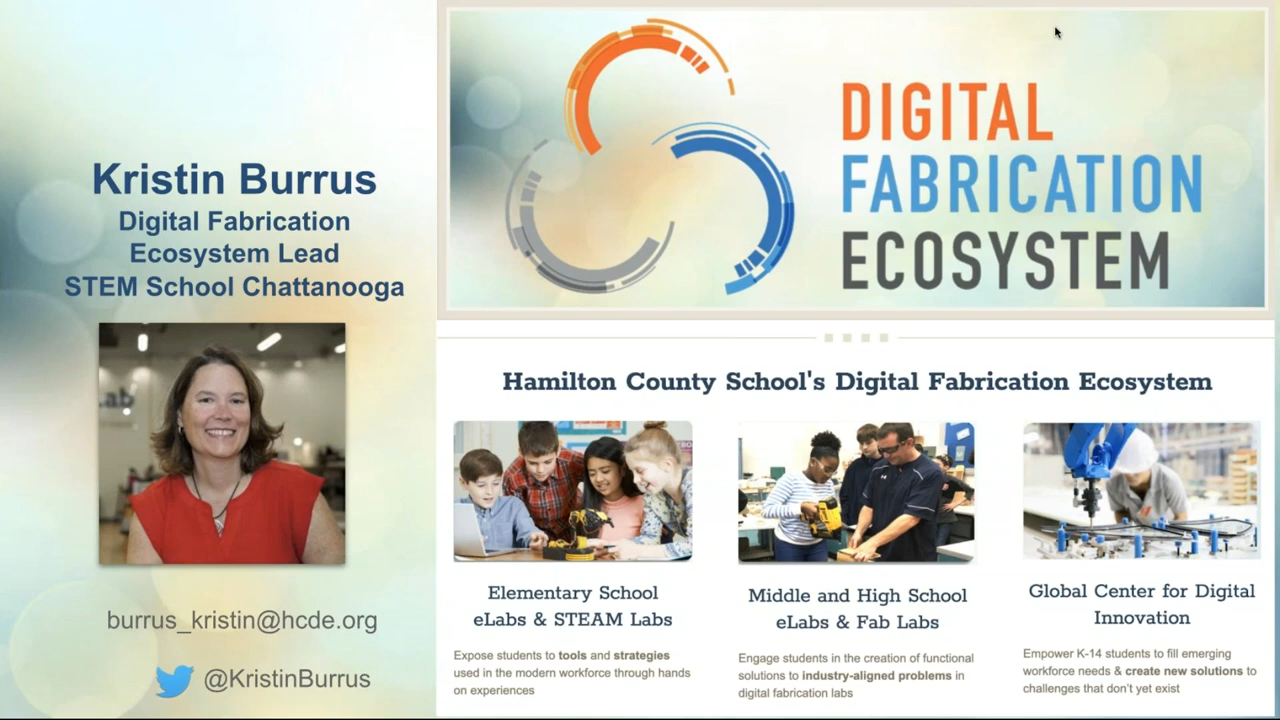 Kristin Burrus
Digital Fabrication
Ecosystem Lead
STEM School Chattanooga
burrus_kristin@hcde.org
@KristinBurrus
DIGITAL
FABRICATION
ECOSYSTEM
Hamilton County School's Digital Fabrication Ecosystem
Elementary School
eLabs & STEAM Labs
Expose students to tools and strategies
used in the modern workforce through hands
on experiences
Middle and High School
eLabs & Fab Labs
Engage students in the creation of functional
solutions to industry-aligned problems in
digital fabrication labs
Global Center for Digital
Innovation
Empower K-14 students to fill emerging
workforce needs & create new solutions to
challenges that don't yet exist